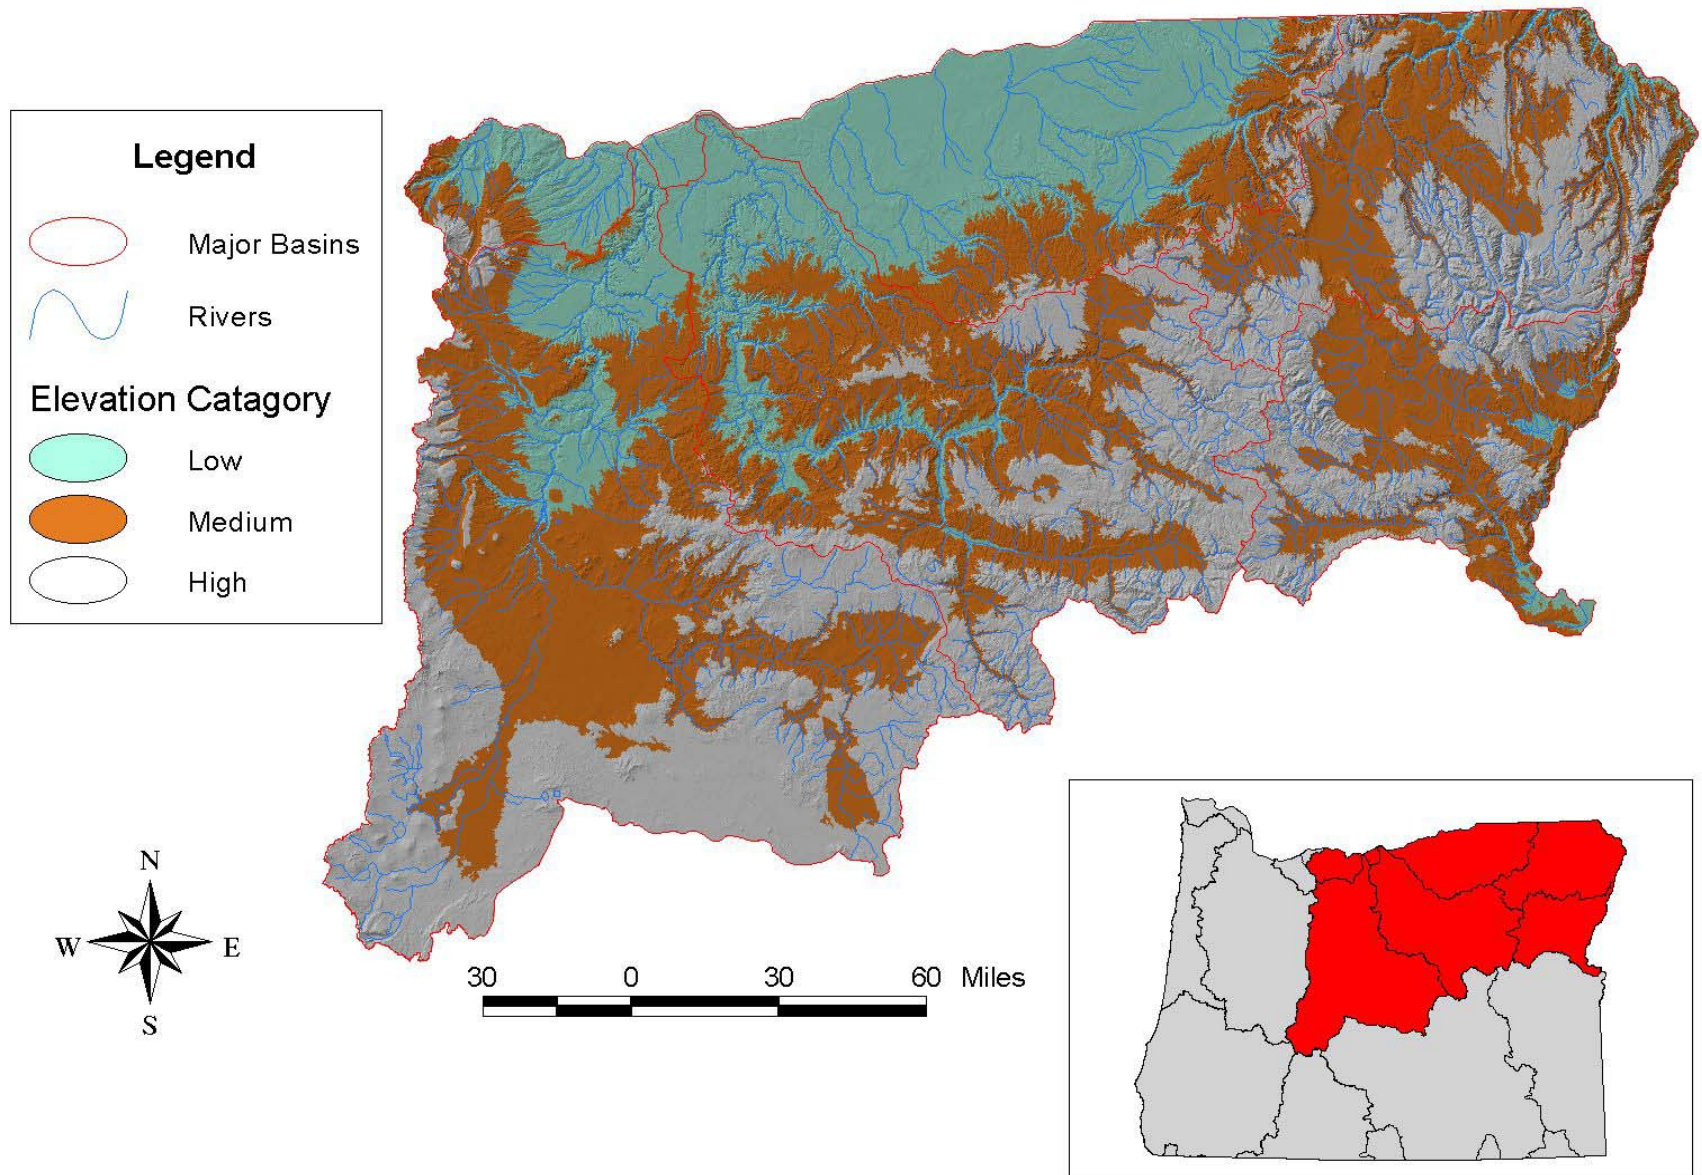 Legend
Major Basins
Rivers
Elevation Catagory
Low
Medium
High
N
W E
S
30 0 30 60 Miles